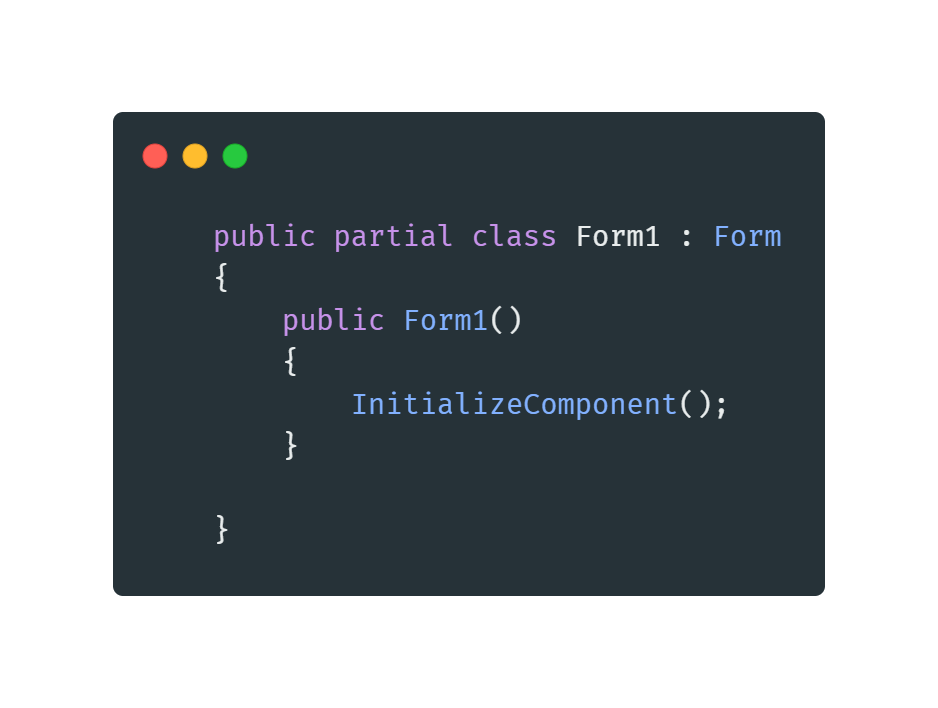 public partial class Form1 : Form
{
    public Form1()
    {
        InitializeComponent();
    }

}